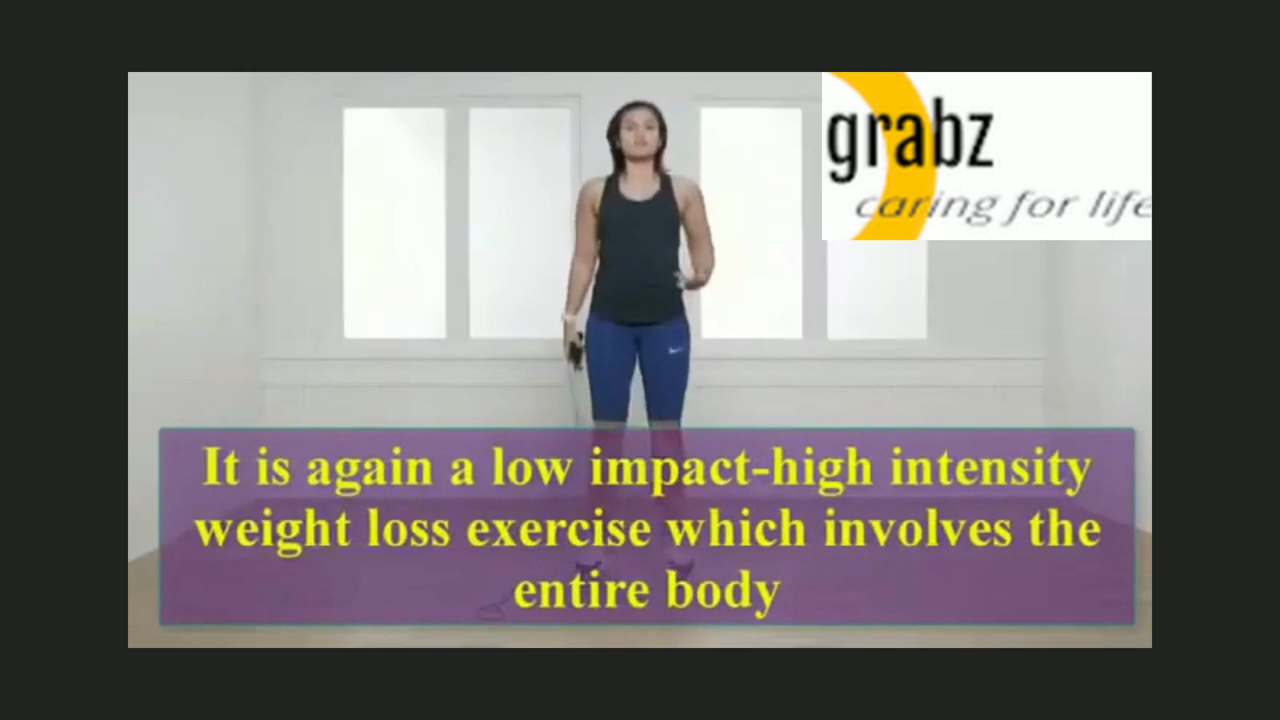 grabz
caring for life
It is again a low impact-high intensity
weight loss exercise which involves the
entire body